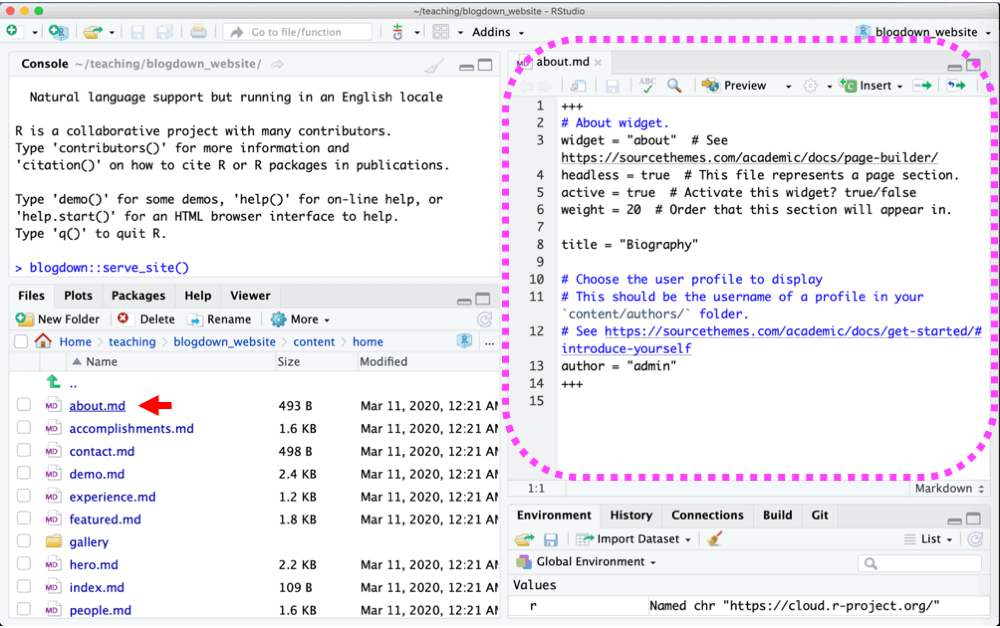 ~/teaching/blogdown_website - RStudio
Go to file/function
Addins
blogdown_website
Console ~/teaching/blogdown_website/
Natural language support but running in an English locale
R is a collaborative project with many contributors.
Type 'contributors()' for more information and
'citation()' on how to cite R or R packages in publications.
Type 'demo()' for some demos, 'help()' for on-line help, or
'help.start()' for an HTML browser interface to help.
Type 'q()' to quit R.
> blogdown::serve_site()
Files Plots Packages Help Viewer
New Folder Delete Rename More
Home teaching blogdown_website content home
Name Size Modified
..
MD about.md 493 B Mar 11, 2020, 12:21 AM
MD accomplishments.md 1.6 KB Mar 11, 2020, 12:21 AM
MD contact.md 498 B Mar 11, 2020, 12:21 AM
MD demo.md 2.4 KB Mar 11, 2020, 12:21 AM
MD experience.md 1.2 KB Mar 11, 2020, 12:21 AM
MD featured.md 1.8 KB Mar 11, 2020, 12:21 AM
gallery
MD hero.md 2.2 KB Mar 11, 2020, 12:21 AM
MD index.md 109 B Mar 11, 2020, 12:21 AM
MD people.md 1.6 KB Mar 11, 2020, 12:21 AM
MD about.md
ABC Preview Insert
1 +++
2 # About widget.
3 widget = "about"  # See
https://sourcethemes.com/academic/docs/page-builder/
4 headless = true  # This file represents a page section.
5 active = true  # Activate this widget? true/false
6 weight = 20  # Order that this section will appear in.
7
8 title = "Biography"
9
10 # Choose the user profile to display
11 # This should be the username of a profile in your
`content/authors/` folder.
12 # See https://sourcethemes.com/academic/docs/get-started/#
introduce-yourself
13 author = "admin"
14 +++
15
1:1 Markdown
Environment History Connections Build Git
Import Dataset List
Global Environment
Values
r Named chr "https://cloud.r-project.org/"